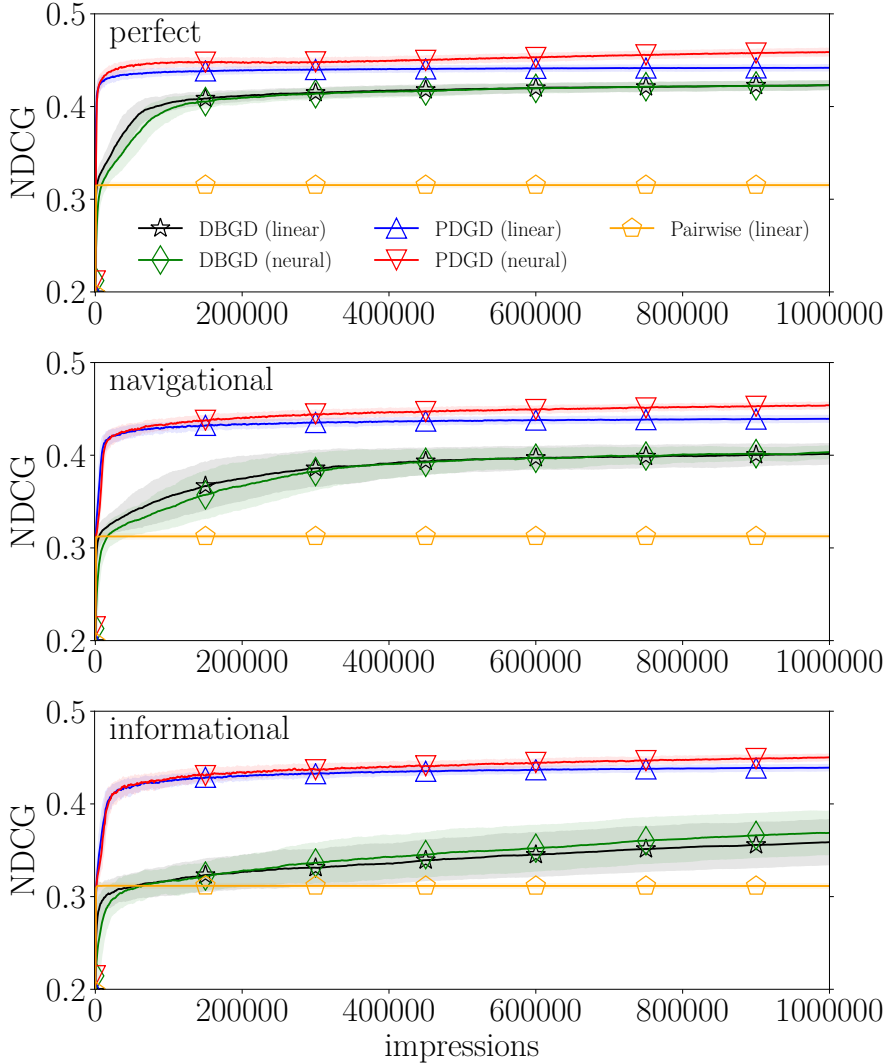 perfect
NDCG
0.5
0.4
0.3
0.2
DBGD (linear) PDGD (linear) Pairwise (linear)
DBGD (neural) PDGD (neural)
0 200000 400000 600000 800000 1000000
navigational
NDCG
0.5
0.4
0.3
0.2
0 200000 400000 600000 800000 1000000
informational
NDCG
0.5
0.4
0.3
0.2
0 200000 400000 600000 800000 1000000
impressions